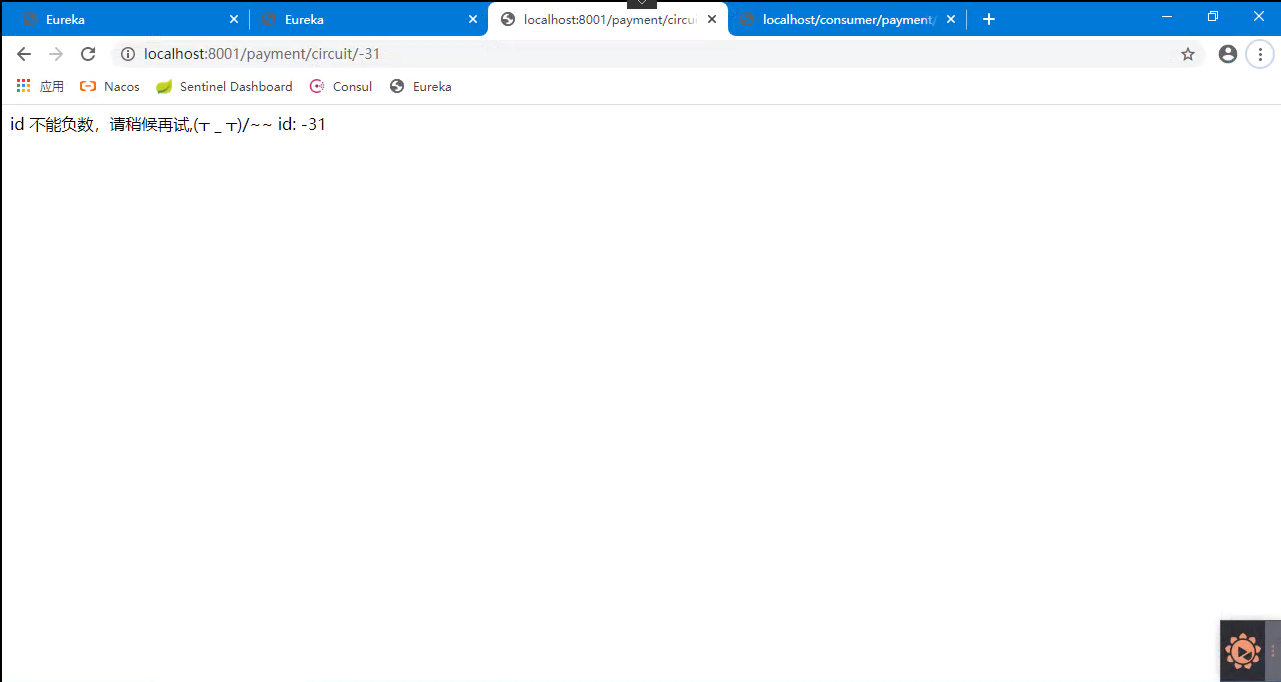 Eureka
Eureka
localhost:8001/payment/circui
localhost/consumer/payment/
localhost:8001/payment/circuit/-31
应用
Nacos
Sentinel Dashboard
Consul
Eureka
id 不能负数，请稍候再试,(┬＿┬)/~~ id: -31